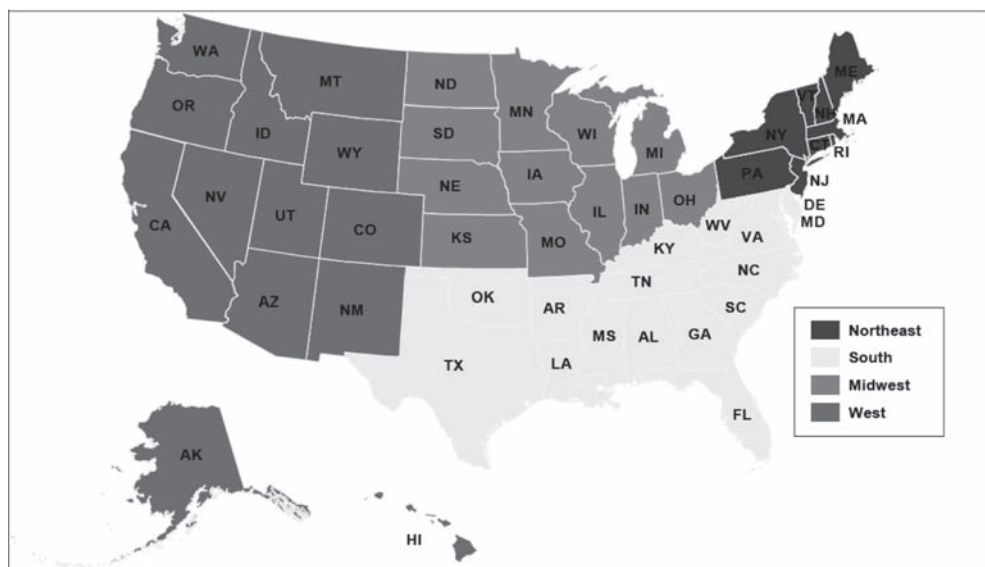 WA
MT
ND
MN
ME
VT
NH
MA
OR
ID
SD
WI
NY
CT
RI
WY
MI
IA
PA
NJ
NE
OH
DE
NV
UT
IL
IN
MD
CA
CO
KS
MO
WV
VA
KY
NC
TN
AZ
NM
OK
AR
SC
MS
AL
GA
TX
LA
FL
Northeast
South
Midwest
West
AK
HI